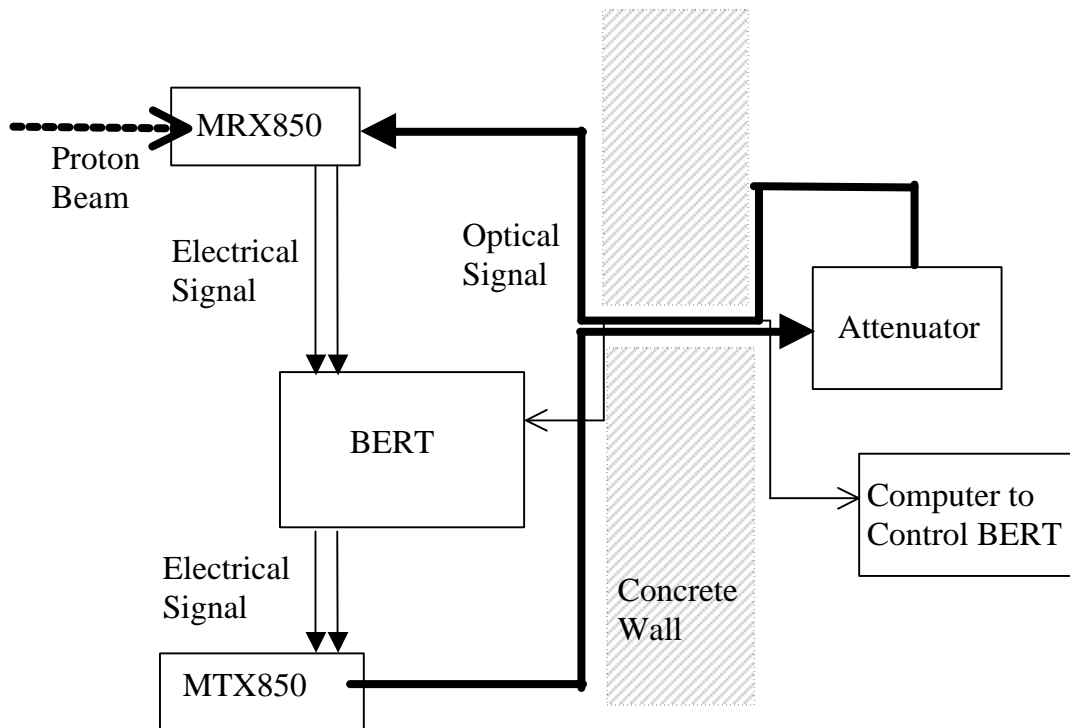 MRX850
Proton
Beam
Electrical
Signal
Optical
Signal
Attenuator
BERT
Computer to
Control BERT
Electrical
Signal
Concrete
Wall
MTX850